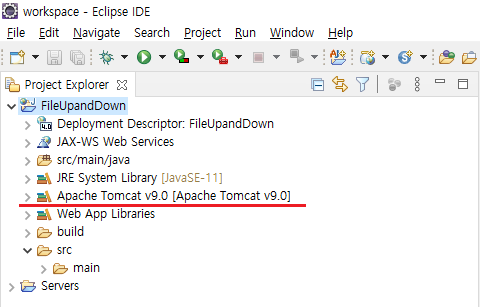 workspace - Eclipse IDE
File Edit Navigate Search Project Run Window Help
Project Explorer
FileUpandDown
4.0 Deployment Descriptor: FileUpandDown
JAX-WS Web Services
src/main/java
JRE System Library [JavaSE-11]
Apache Tomcat v9.0 [Apache Tomcat v9.0]
Web App Libraries
build
src
main
Servers